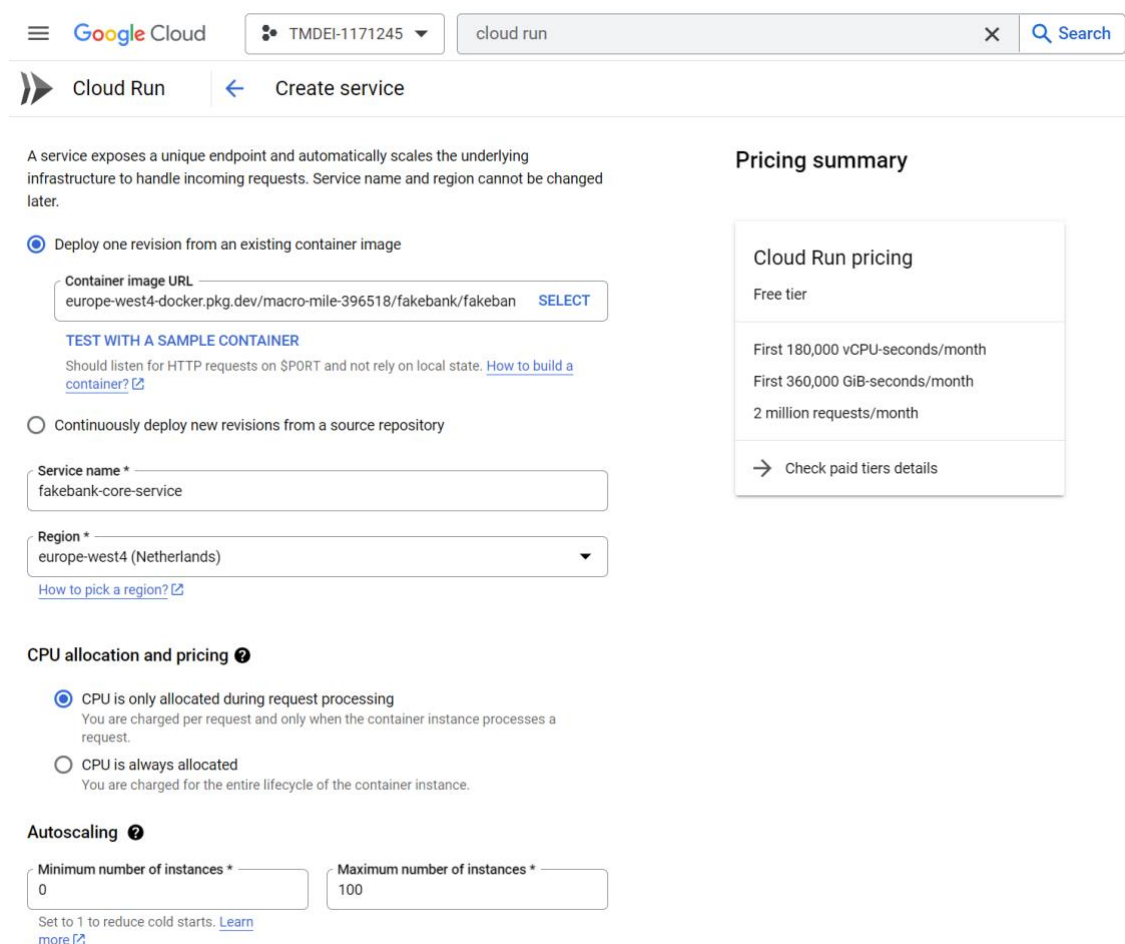 Google Cloud
TMDEI-1171245
cloud run
Search
Cloud Run
Create service
A service exposes a unique endpoint and automatically scales the underlying
infrastructure to handle incoming requests. Service name and region cannot be changed
later.
Deploy one revision from an existing container image
Container image URL
europe-west4-docker.pkg.dev/macro-mile-396518/fakebank/fakeban
SELECT
TEST WITH A SAMPLE CONTAINER
Should listen for HTTP requests on $PORT and not rely on local state. How to build a
container?
Continuously deploy new revisions from a source repository
Service name *
fakebank-core-service
Region *
europe-west4 (Netherlands)
How to pick a region?
CPU allocation and pricing
CPU is only allocated during request processing
You are charged per request and only when the container instance processes a
request.
CPU is always allocated
You are charged for the entire lifecycle of the container instance.
Autoscaling
Minimum number of instances *
0
Maximum number of instances *
100
Set to 1 to reduce cold starts. Learn
more
Pricing summary
Cloud Run pricing
Free tier
First 180,000 vCPU-seconds/month
First 360,000 GiB-seconds/month
2 million requests/month
Check paid tiers details